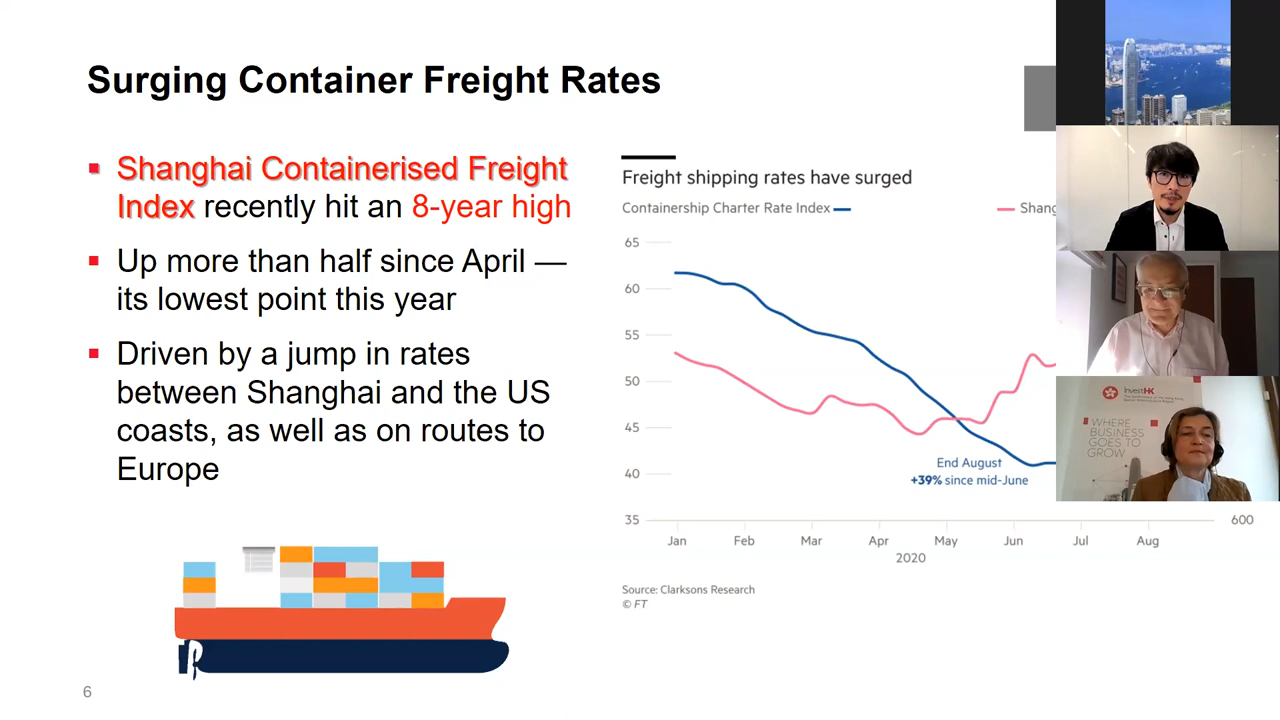 Surging Container Freight Rates
Shanghai Containerised Freight
Index recently hit an 8-year high
Up more than half since April —
its lowest point this year
Driven by a jump in rates
between Shanghai and the US
coasts, as well as on routes to
Europe
6
Freight shipping rates have surged
Containership Charter Rate Index
65
60
55
50
45
40
35
End August
+39% since mid-June
600
Jan Feb Mar Apr May Jun Jul Aug
2020
Source: Clarksons Research
© FT
InvestHK
WHERE
BUSINESS
GOES TO
GROW